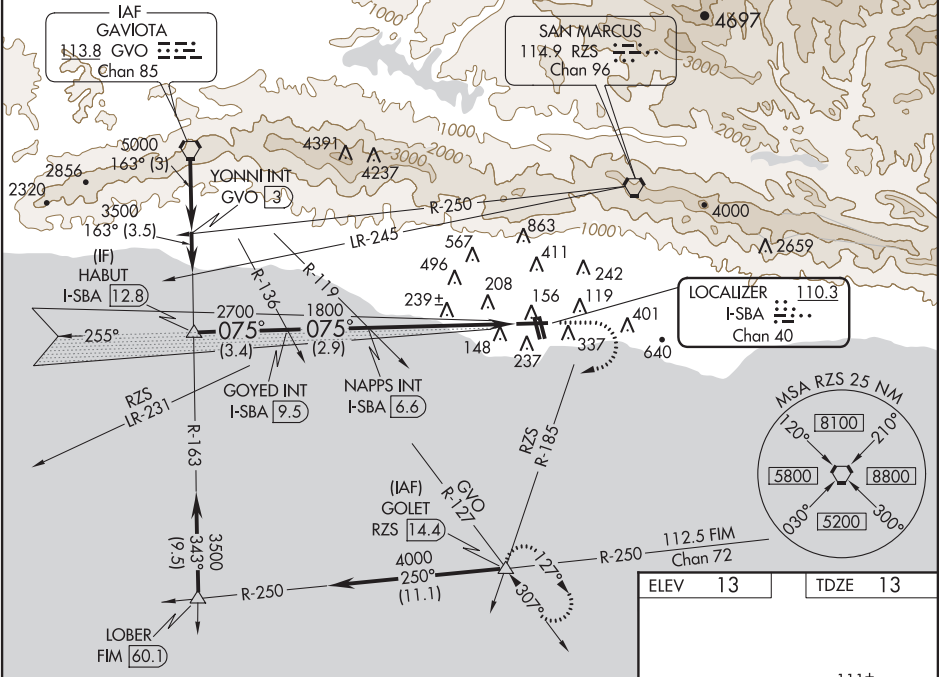 IAF
GAVIOTA
113.8 GVO
Chan 85
SAN MARCUS
114.9 RZS
Chan 96
4697
3000
1000
1000
2000
3000
2000
1000
5000
163° (3)
4391
4237
2856
2320
YONNI INT
GVO 3
R-250
4000
3500
163° (3.5)
LR-245
1000
2659
(IF)
HABUT
I-SBA 12.8
R-136
R-119
863
567
411
496
242
208
239±
156
119
LOCALIZER 110.3
I-SBA
Chan 40
2700
1800
255°
075°
075°
(3.4)
(2.9)
148
237
337
401
640
GOYED INT
I-SBA 9.5
NAPPS INT
I-SBA 6.6
RZS
LR-231
R-163
RZS
R-185
MSA RZS 25 NM
120°
8100
210°
5800
8800
030°
5200
300°
GVO
R-127
(IAF)
GOLET
RZS 14.4
3500
343°
(9.5)
4000
250°
(11.1)
R-250
127°
307°
R-250
112.5 FIM
Chan 72
LOBER
FIM 60.1
ELEV 13
TDZE 13